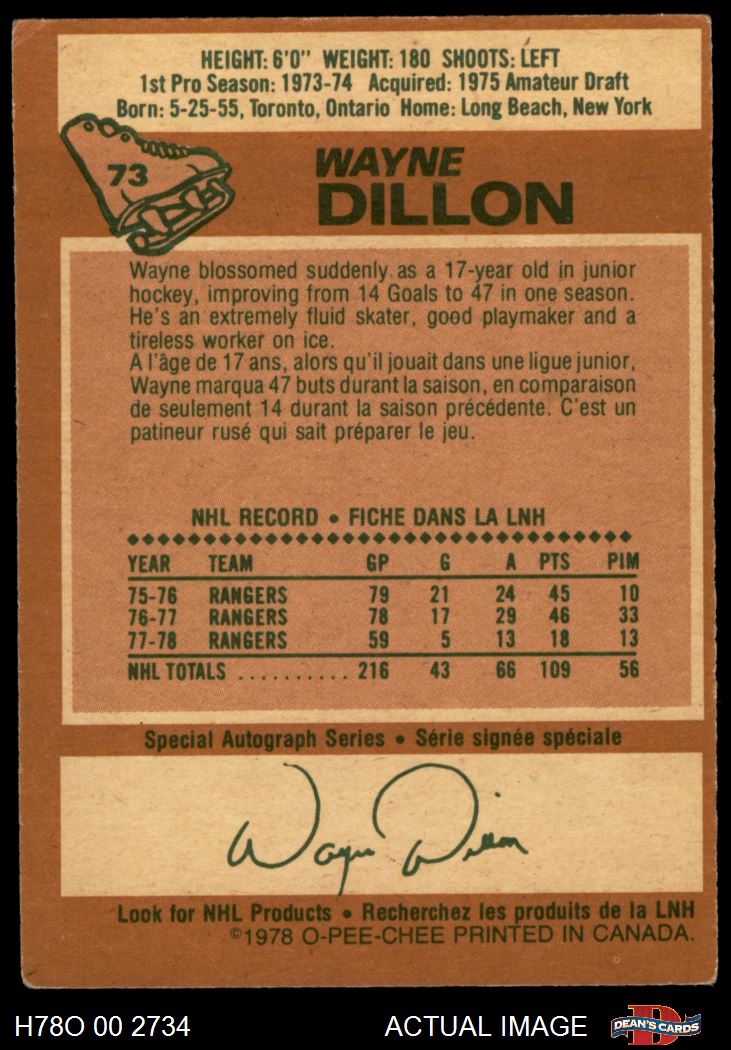 HEIGHT: 6'0" WEIGHT: 180 SHOOTS: LEFT
1st Pro Season: 1973-74 Acquired: 1975 Amateur Draft
Born: 5-25-55, Toronto, Ontario Home: Long Beach, New York
73
WAYNE
DILLON
Wayne blossomed suddenly as a 17-year old in junior
hockey, improving from 14 Goals to 47 in one season.
He's an extremely fluid skater, good playmaker and a
tireless worker on ice.
A l'âge de 17 ans, alors qu'il jouait dans une ligue junior,
Wayne marqua 47 buts durant la saison, en comparaison
de seulement 14 durant la saison précédente. C'est un
patineur rusé qui sait préparer le jeu.
NHL RECORD • FICHE DANS LA LNH
YEAR TEAM GP G A PTS PIM
75-76 RANGERS 79 21 24 45 10
76-77 RANGERS 78 17 29 46 33
77-78 RANGERS 59 5 13 18 13
NHL TOTALS .......... 216 43 66 109 56
Special Autograph Series • Série signée spéciale
Wayne Dillon
Look for NHL Products • Recherchez les produits de la LNH
©1978 O-PEE-CHEE PRINTED IN CANADA.
H78O 00 2734 ACTUAL IMAGE DEAN'S CARDS